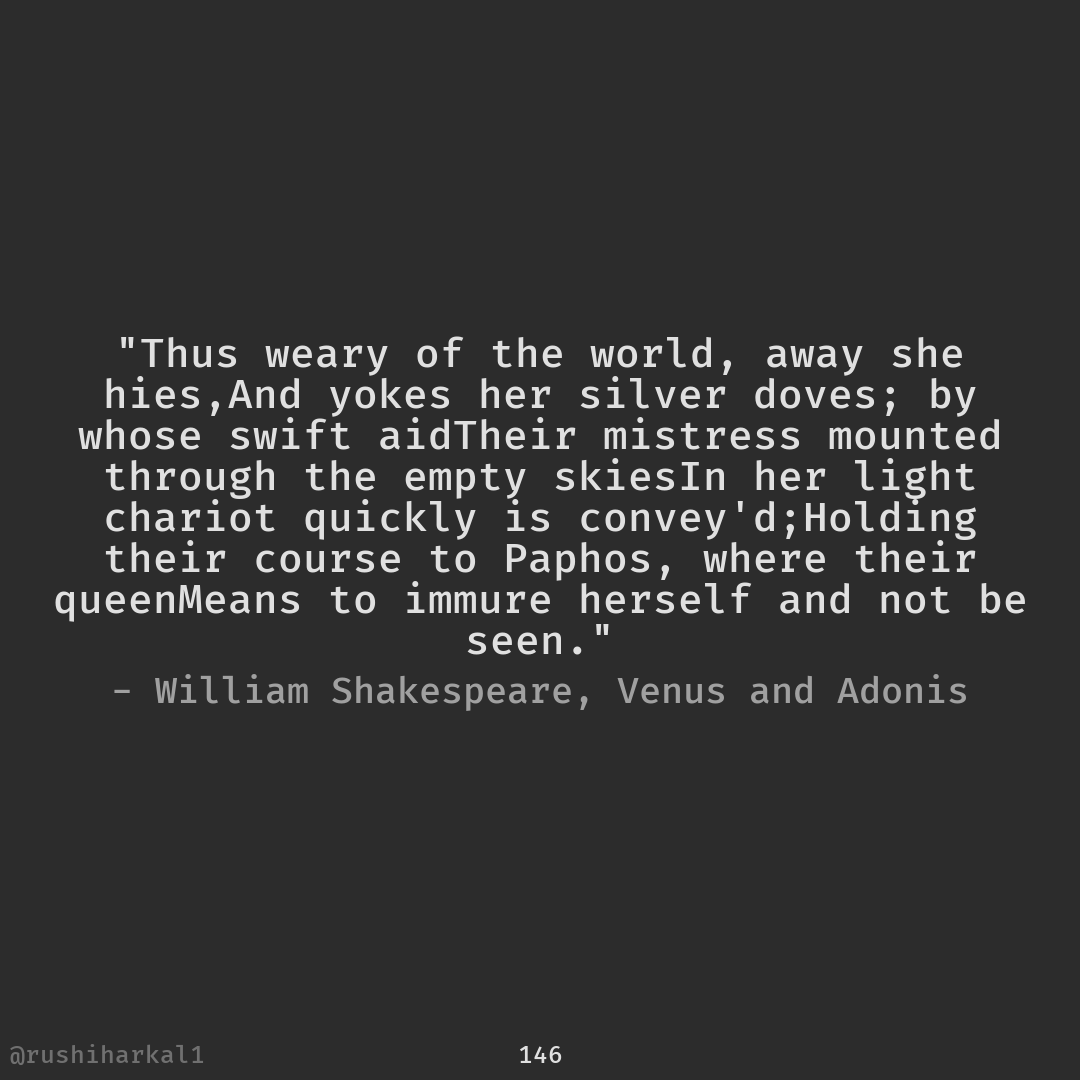 "Thus weary of the world, away she
hies,And yokes her silver doves; by
whose swift aidTheir mistress mounted
through the empty skiesIn her light
chariot quickly is convey'd;Holding
their course to Paphos, where their
queenMeans to immure herself and not be
seen."
- William Shakespeare, Venus and Adonis
@rushiharkal1
146